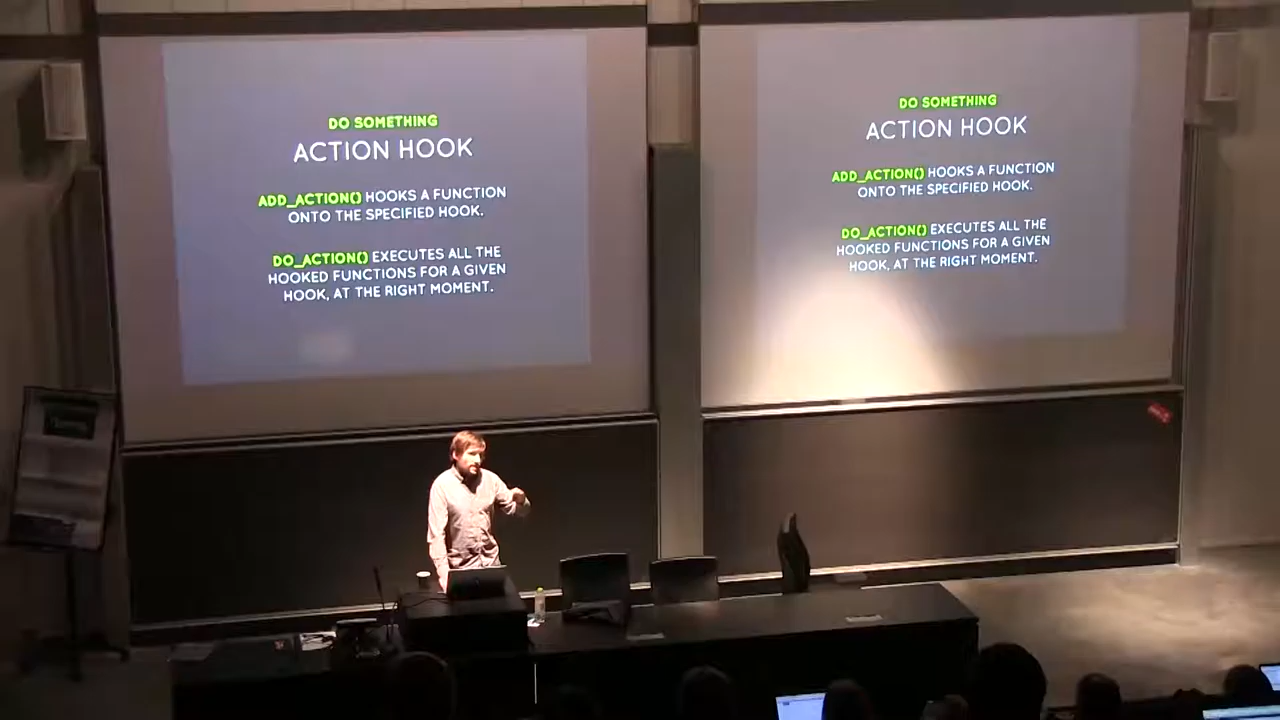 DO SOMETHING
ACTION HOOK
ADD_ACTION() HOOKS A FUNCTION
ONTO THE SPECIFIED HOOK.
DO_ACTION() EXECUTES ALL THE
HOOKED FUNCTIONS FOR A GIVEN
HOOK, AT THE RIGHT MOMENT.
DO SOMETHING
ACTION HOOK
ADD_ACTION() HOOKS A FUNCTION
ONTO THE SPECIFIED HOOK.
DO_ACTION() EXECUTES ALL THE
HOOKED FUNCTIONS FOR A GIVEN
HOOK, AT THE RIGHT MOMENT.